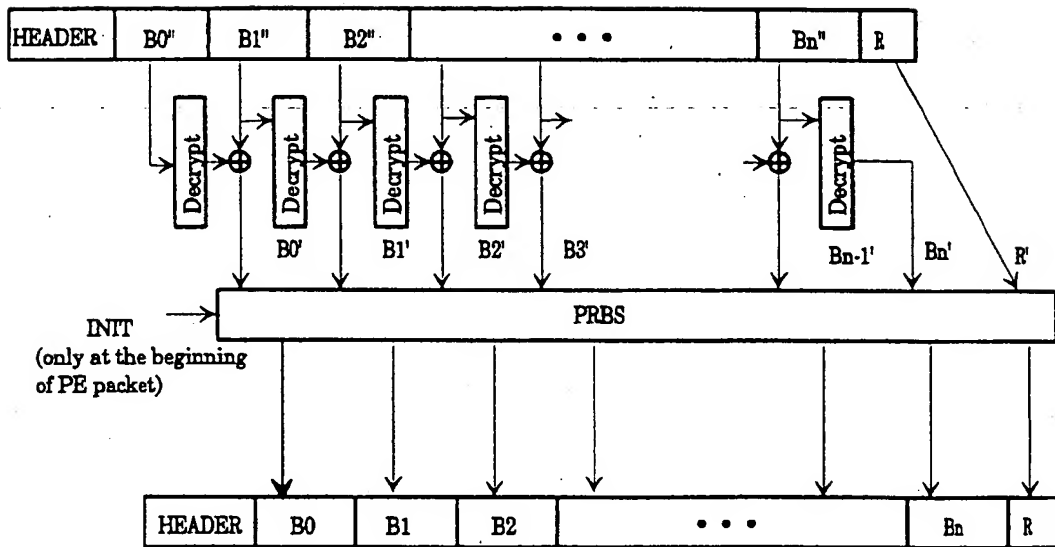 HEADER B0" B1" B2" • • • Bn" R
Decrypt Decrypt Decrypt Decrypt Decrypt
B0' B1' B2' B3' Bn-1' Bn' R'
PRBS
INIT
(only at the beginning
of PE packet)
HEADER B0 B1 B2 • • • Bn R